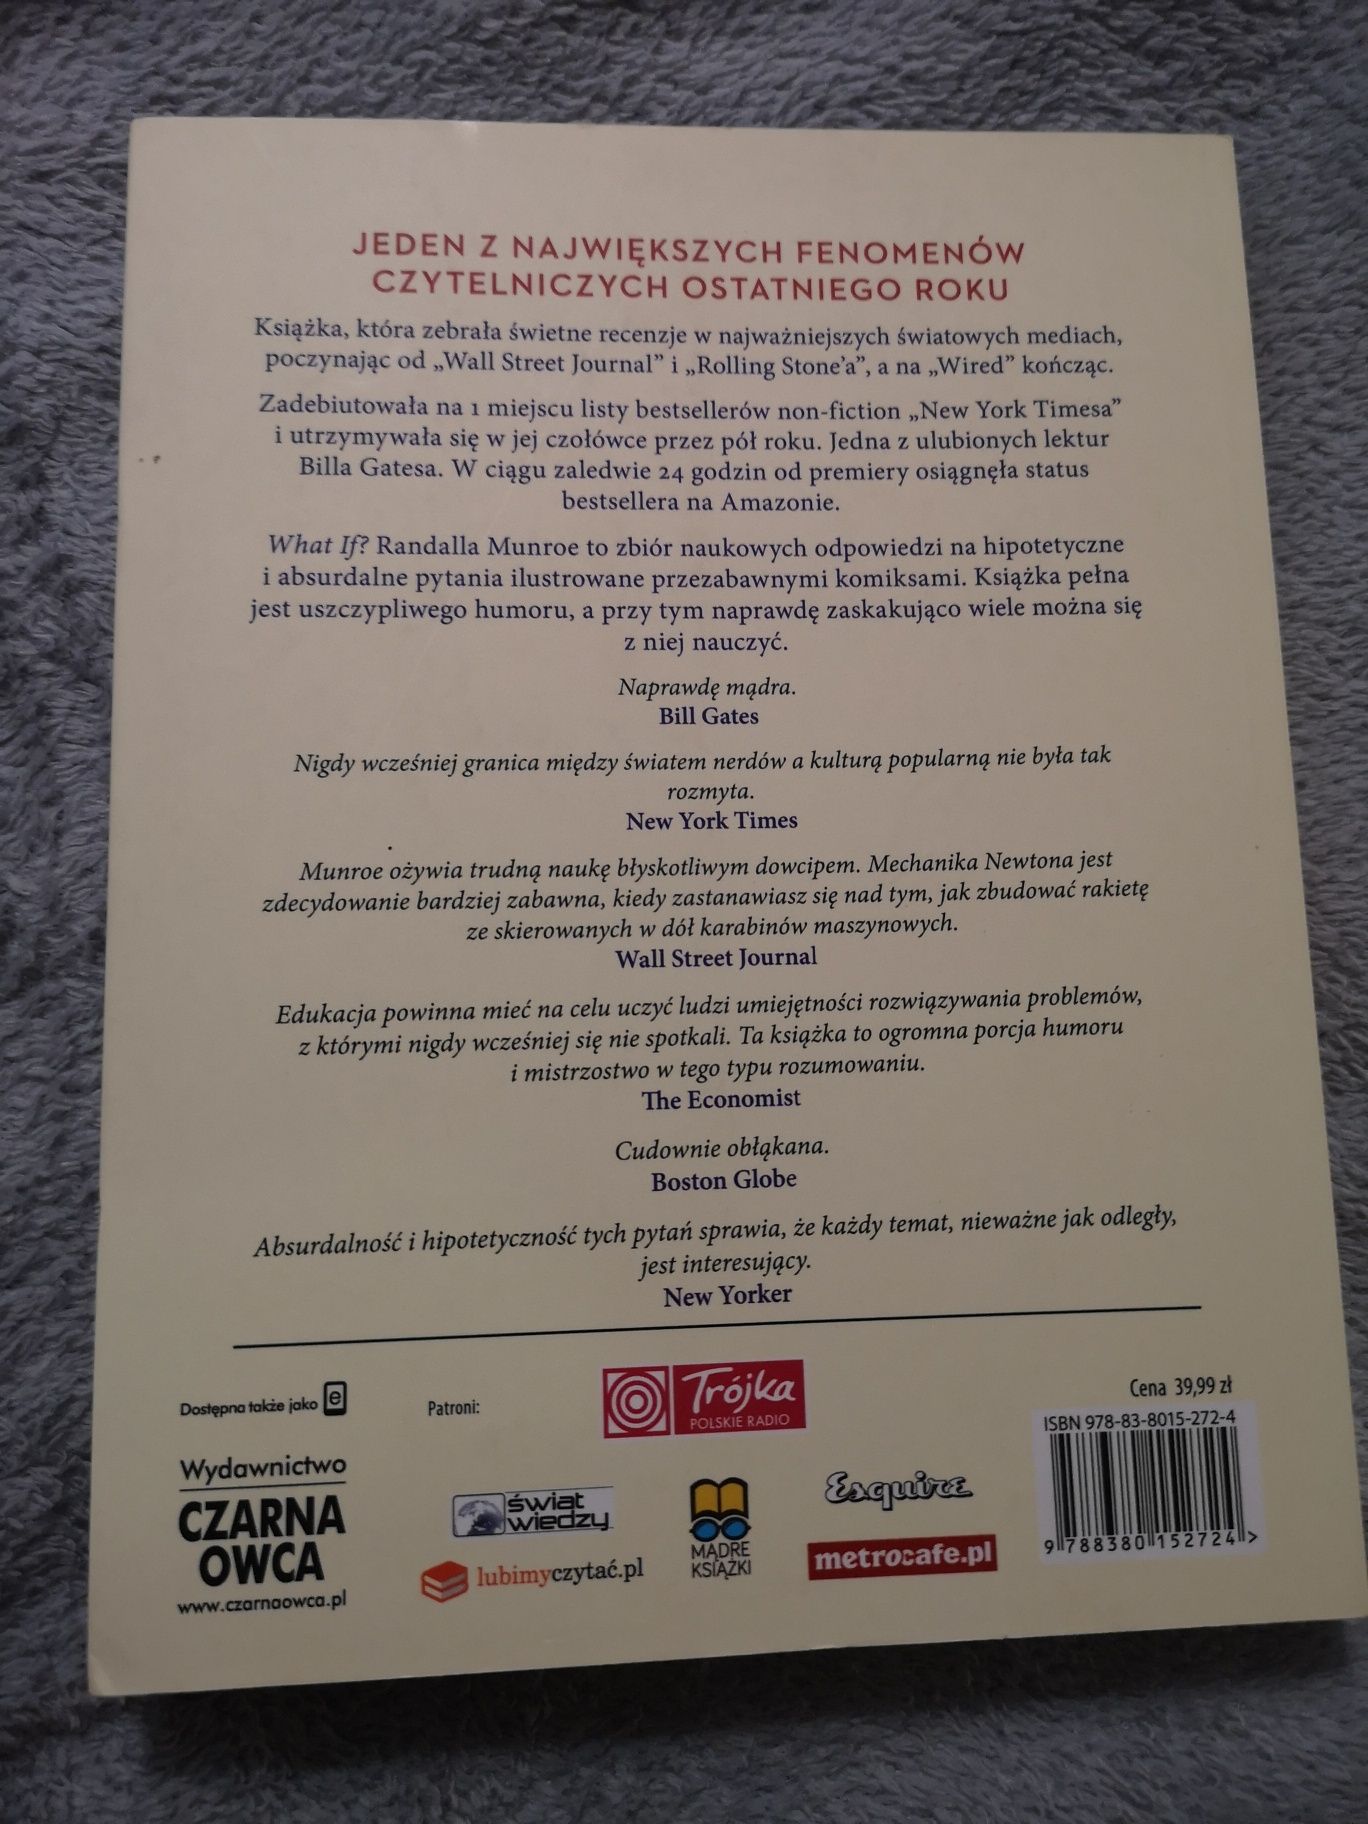 JEDEN Z NAJWIĘKSZYCH FENOMENÓW
CZYTELNICZYCH OSTATNIEGO ROKU
Książka, która zebrała świetne recenzje w najważniejszych światowych mediach,
poczynając od „Wall Street Journal” i „Rolling Stone’a”, a na „Wired” kończąc.
Zadebiutowała na 1 miejscu listy bestsellerów non-fiction „New York Timesa”
i utrzymywała się w jej czołówce przez pół roku. Jedna z ulubionych lektur
Billa Gatesa. W ciągu zaledwie 24 godzin od premiery osiągnęła status
bestsellera na Amazonie.
What If? Randalla Munroe to zbiór naukowych odpowiedzi na hipotetyczne
i absurdalne pytania ilustrowane przezabawnymi komiksami. Książka pełna
jest uszczypliwego humoru, a przy tym naprawdę zaskakująco wiele można się
z niej nauczyć.
Naprawdę mądra.
Bill Gates
Nigdy wcześniej granica między światem nerdów a kulturą popularną nie była tak
rozmyta.
New York Times
Munroe ożywia trudną naukę błyskotliwym dowcipem. Mechanika Newtona jest
zdecydowanie bardziej zabawna, kiedy zastanawiasz się nad tym, jak zbudować rakietę
ze skierowanych w dół karabinów maszynowych.
Wall Street Journal
Edukacja powinna mieć na celu uczyć ludzi umiejętności rozwiązywania problemów,
z którymi nigdy wcześniej się nie spotkali. Ta książka to ogromna porcja humoru
i mistrzostwo w tego typu rozumowaniu.
The Economist
Cudownie obłąkana.
Boston Globe
Absurdalność i hipotetyczność tych pytań sprawia, że każdy temat, nieważne jak odległy,
jest interesujący.
New Yorker
Dostępna także jako e
Wydawnictwo
CZARNA
OWCA
www.czarnaowca.pl
Patroni:
Trójka
POLSKIE RADIO
świat
wiedzy
lubimyczytać.pl
MĄDRE
KSIĄŻKI
Esquire
metrocafe.pl
Cena 39,99 zł
ISBN 978-83-8015-272-4
9 788380 152724 >